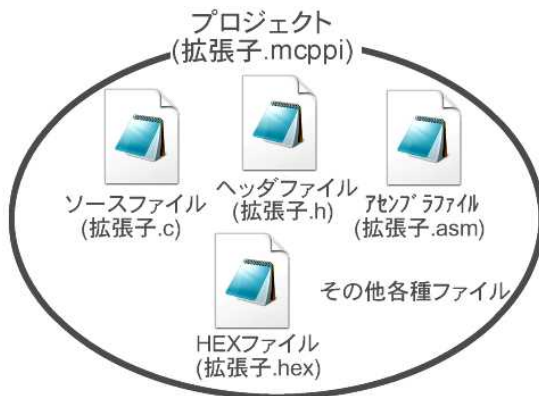 プロジェクト
(拡張子.mcppi)
ソースファイル
(拡張子.c)
ヘッダファイル
(拡張子.h)
ｱｾﾝﾌﾞﾗﾌｧｲﾙ
(拡張子.asm)
HEXファイル
(拡張子.hex)
その他各種ファイル